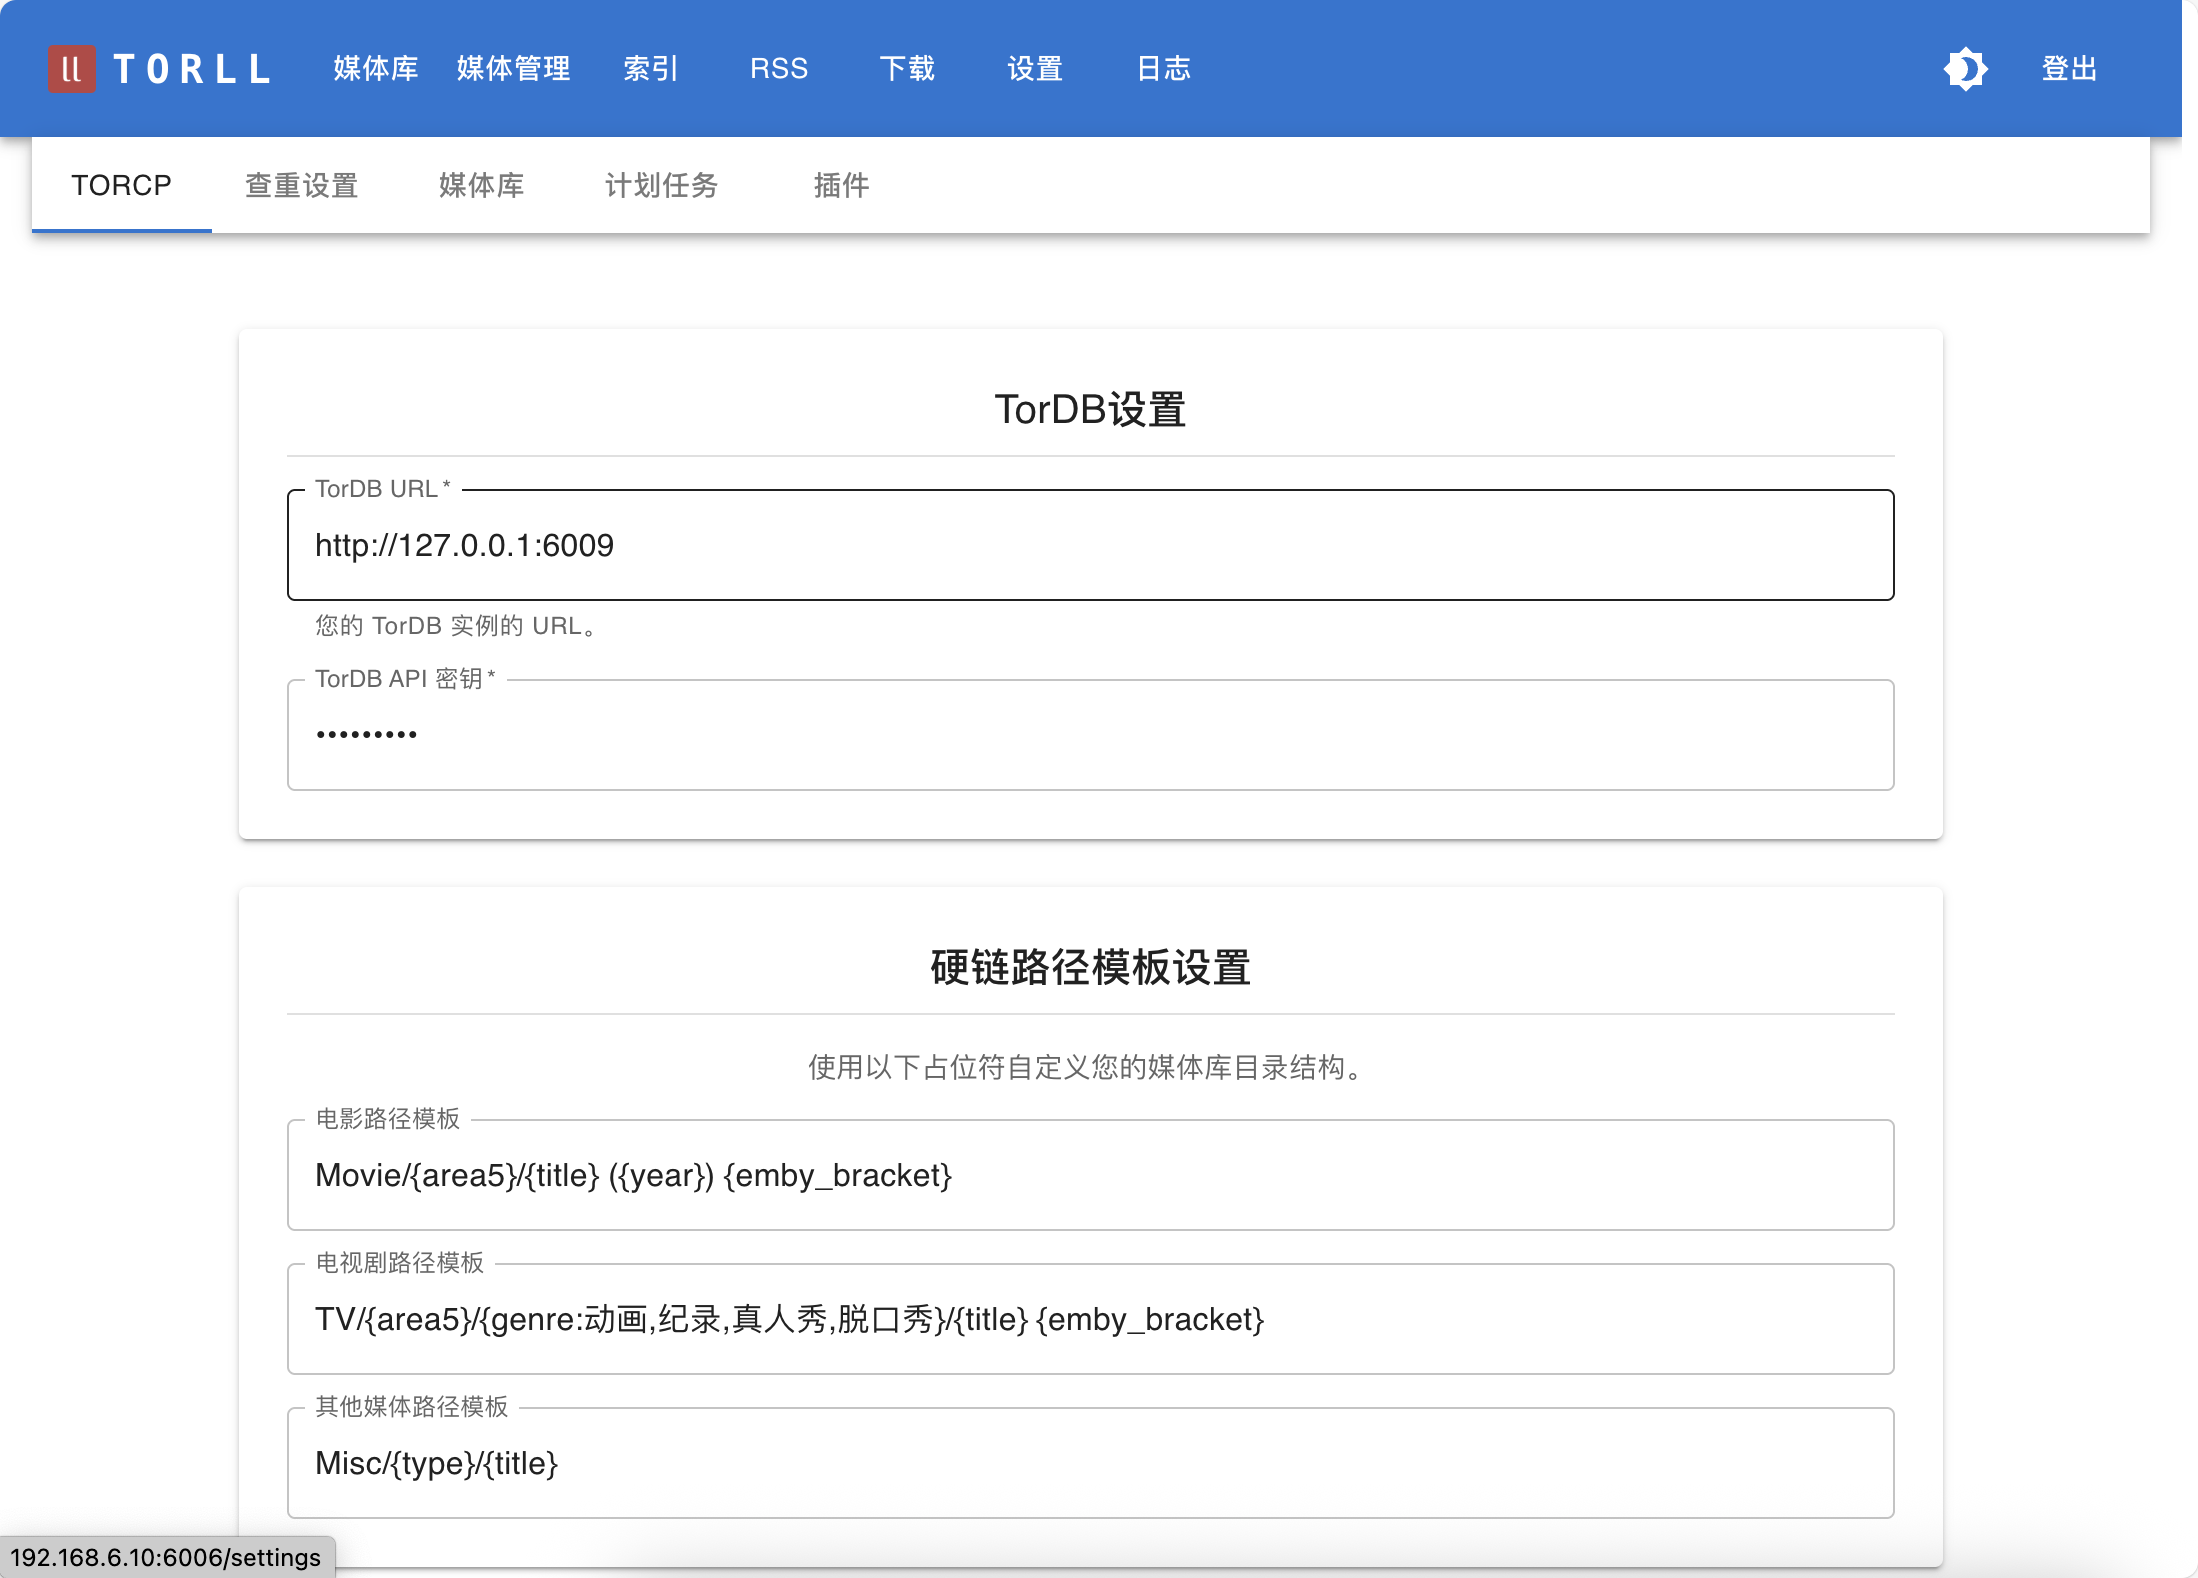 TORLL 媒体库 媒体管理 索引 RSS 下载 设置 日志 登出
TORCP 查重设置 媒体库 计划任务 插件
TorDB设置
TorDB URL *
http://127.0.0.1:6009
您的 TorDB 实例的 URL。
TorDB API 密钥 *
•••••••••
硬链路径模板设置
使用以下占位符自定义您的媒体库目录结构。
电影路径模板
Movie/{area5}/{title} ({year}) {emby_bracket}
电视剧路径模板
TV/{area5}/{genre:动画,纪录,真人秀,脱口秀}/{title} {emby_bracket}
其他媒体路径模板
Misc/{type}/{title}
192.168.6.10:6006/settings